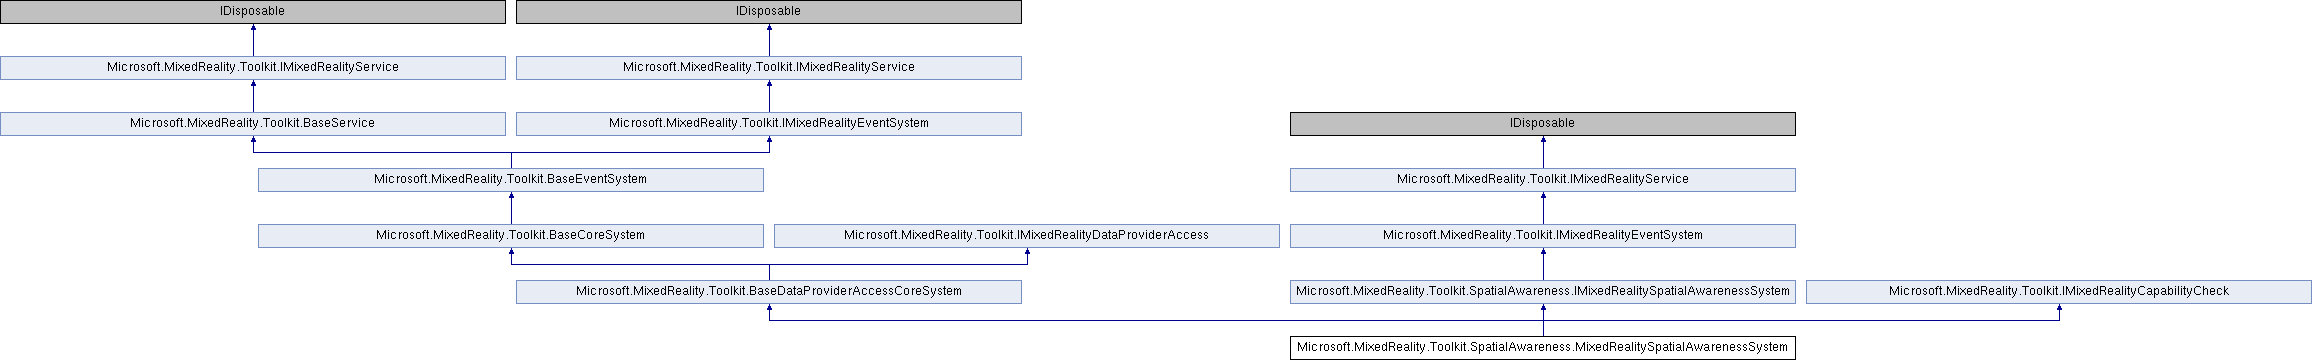 IDisposable
IDisposable
Microsoft.MixedReality.Toolkit.IMixedRealityService
Microsoft.MixedReality.Toolkit.IMixedRealityService
Microsoft.MixedReality.Toolkit.BaseService
Microsoft.MixedReality.Toolkit.IMixedRealityEventSystem
IDisposable
Microsoft.MixedReality.Toolkit.BaseEventSystem
Microsoft.MixedReality.Toolkit.IMixedRealityService
Microsoft.MixedReality.Toolkit.BaseCoreSystem
Microsoft.MixedReality.Toolkit.IMixedRealityDataProviderAccess
Microsoft.MixedReality.Toolkit.IMixedRealityEventSystem
Microsoft.MixedReality.Toolkit.BaseDataProviderAccessCoreSystem
Microsoft.MixedReality.Toolkit.SpatialAwareness.IMixedRealitySpatialAwarenessSystem
Microsoft.MixedReality.Toolkit.IMixedRealityCapabilityCheck
Microsoft.MixedReality.Toolkit.SpatialAwareness.MixedRealitySpatialAwarenessSystem